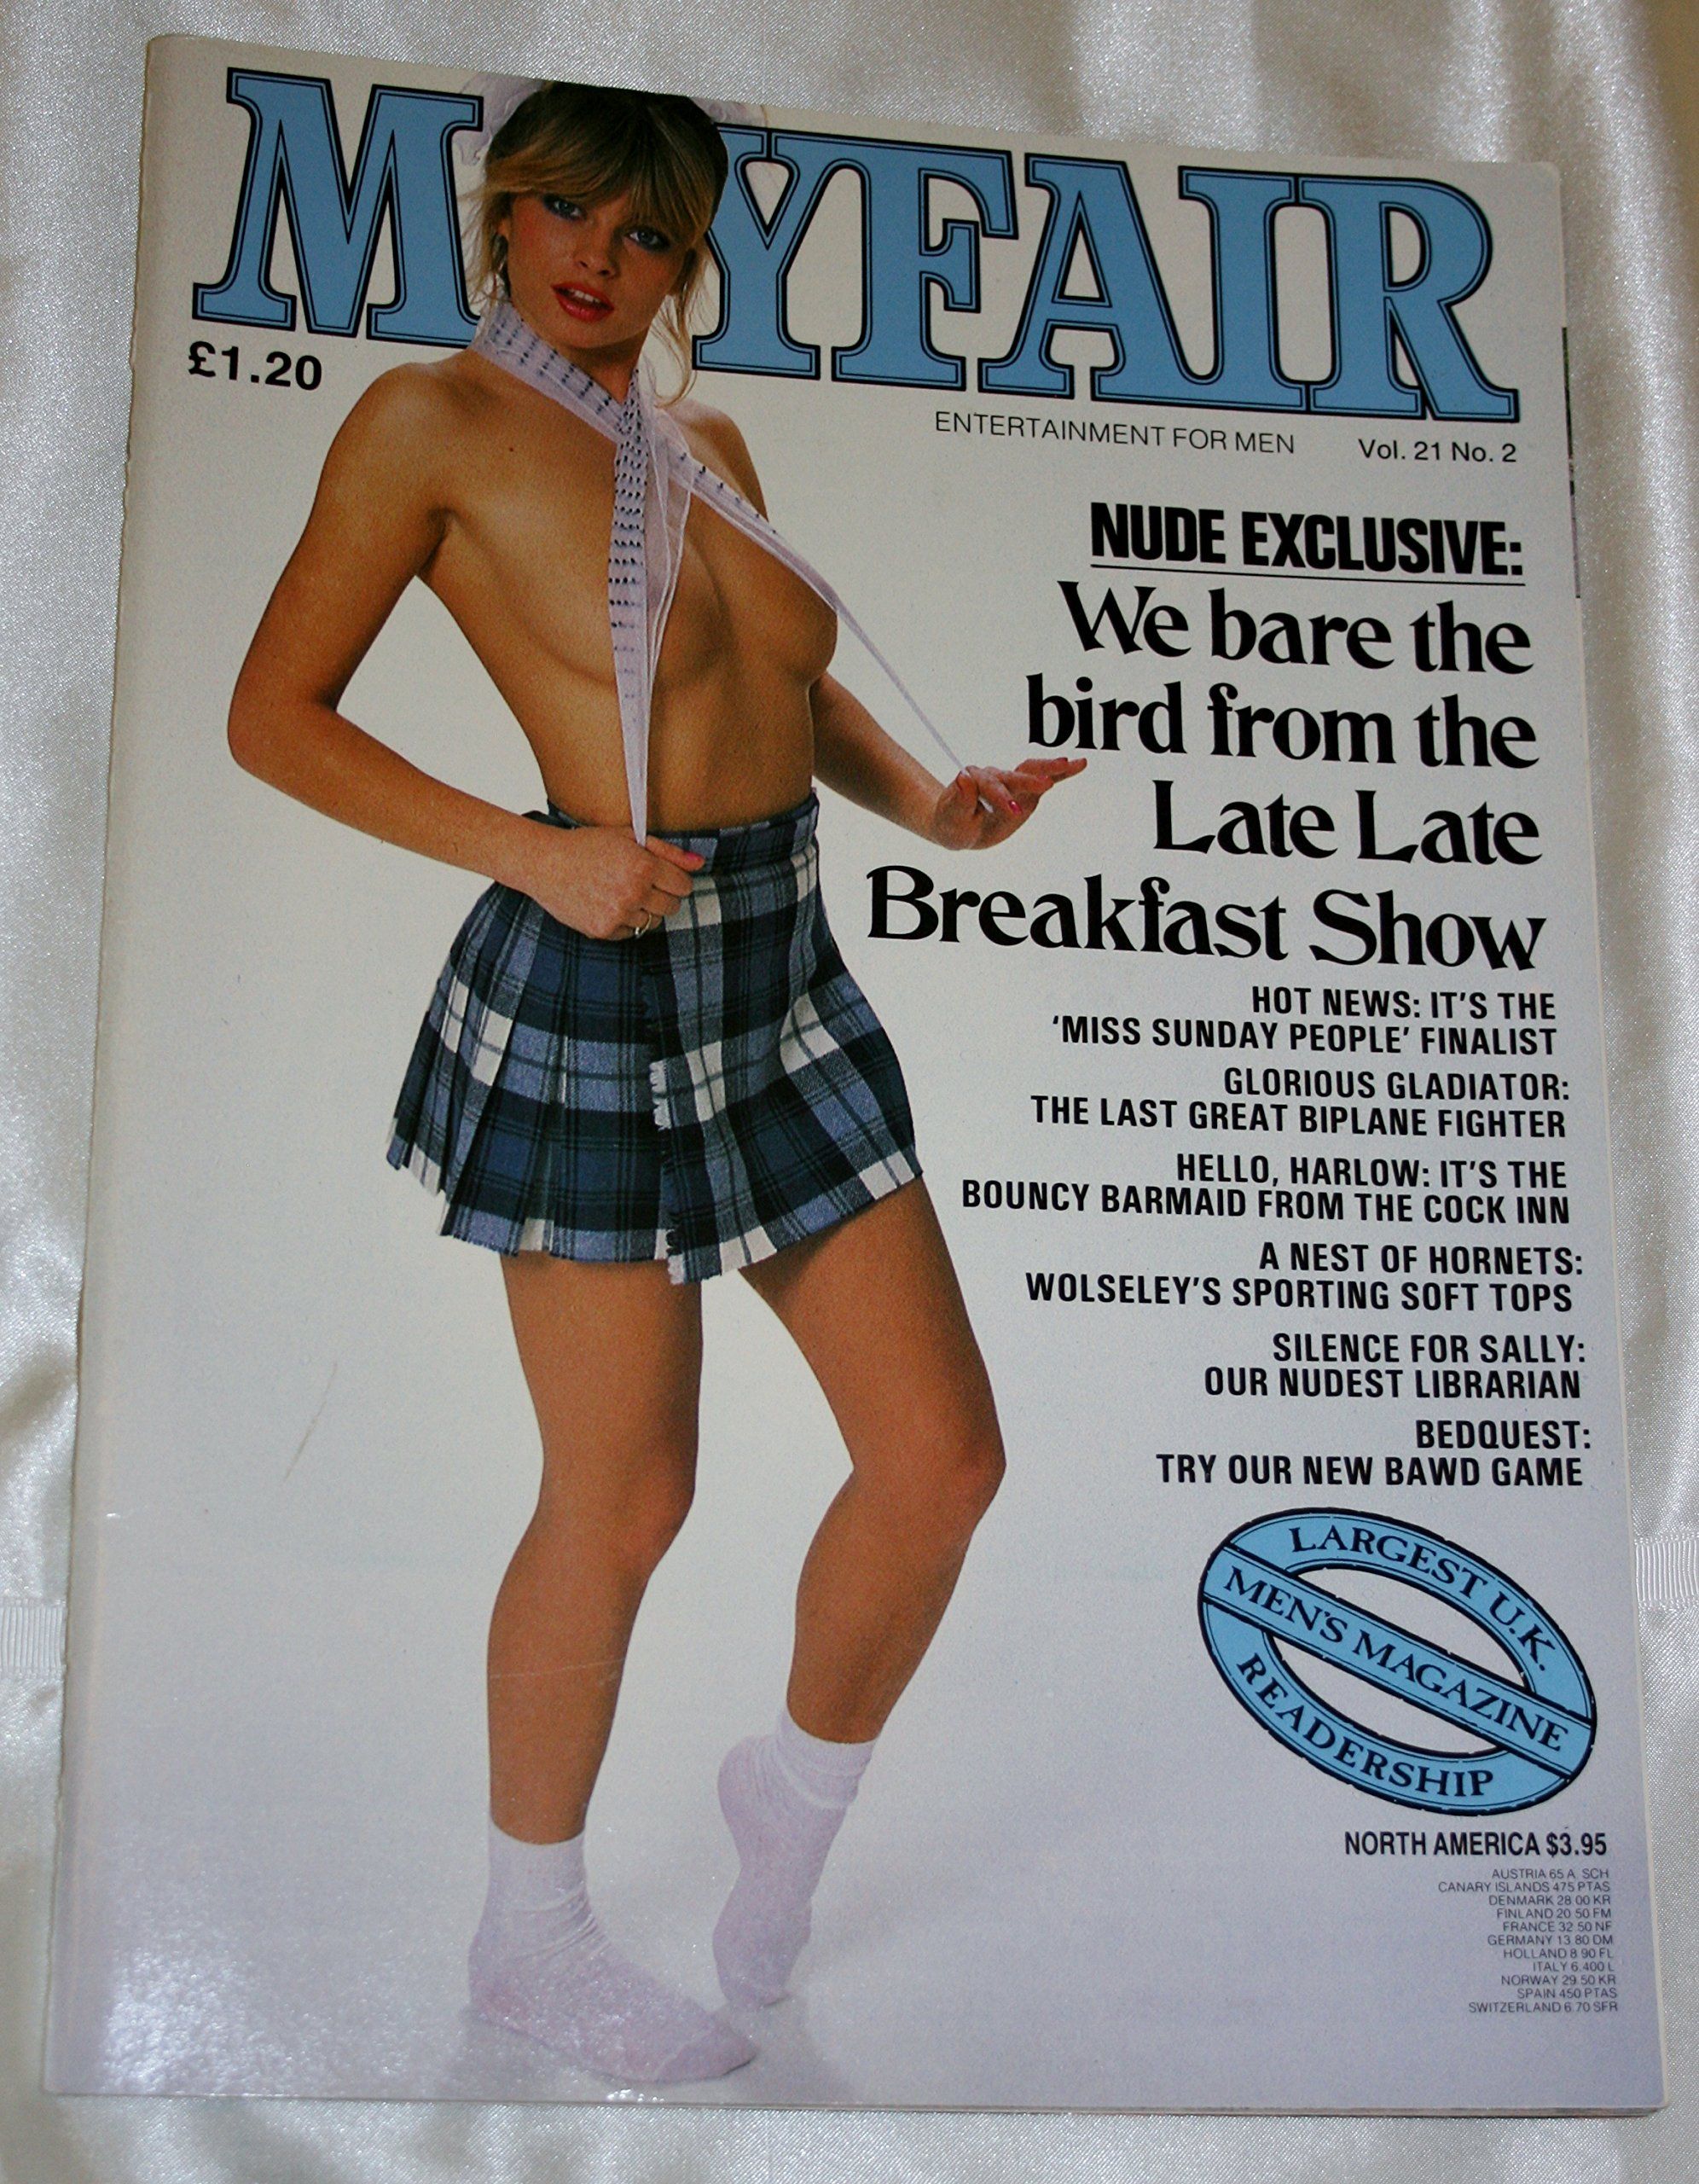 MAYFAIR
£1.20
ENTERTAINMENT FOR MEN Vol. 21 No. 2
NUDE EXCLUSIVE:
We bare the
bird from the
Late Late
Breakfast Show
HOT NEWS: IT'S THE
'MISS SUNDAY PEOPLE' FINALIST
GLORIOUS GLADIATOR:
THE LAST GREAT BIPLANE FIGHTER
HELLO, HARLOW: IT'S THE
BOUNCY BARMAID FROM THE COCK INN
A NEST OF HORNETS:
WOLSELEY'S SPORTING SOFT TOPS
SILENCE FOR SALLY:
OUR NUDEST LIBRARIAN
BEDQUEST:
TRY OUR NEW BAWD GAME
LARGEST U.K.
MEN'S MAGAZINE
READERSHIP
NORTH AMERICA $3.95
AUSTRIA 65 A. SCH
CANARY ISLANDS 475 PTAS
DENMARK 28.00 KR
FINLAND 20.50 FM
FRANCE 32.50 NF
GERMANY 13.80 DM
HOLLAND 8.90 FL
ITALY 6.400 L
NORWAY 29.50 KR
SPAIN 450 PTAS
SWITZERLAND 6.70 SFR